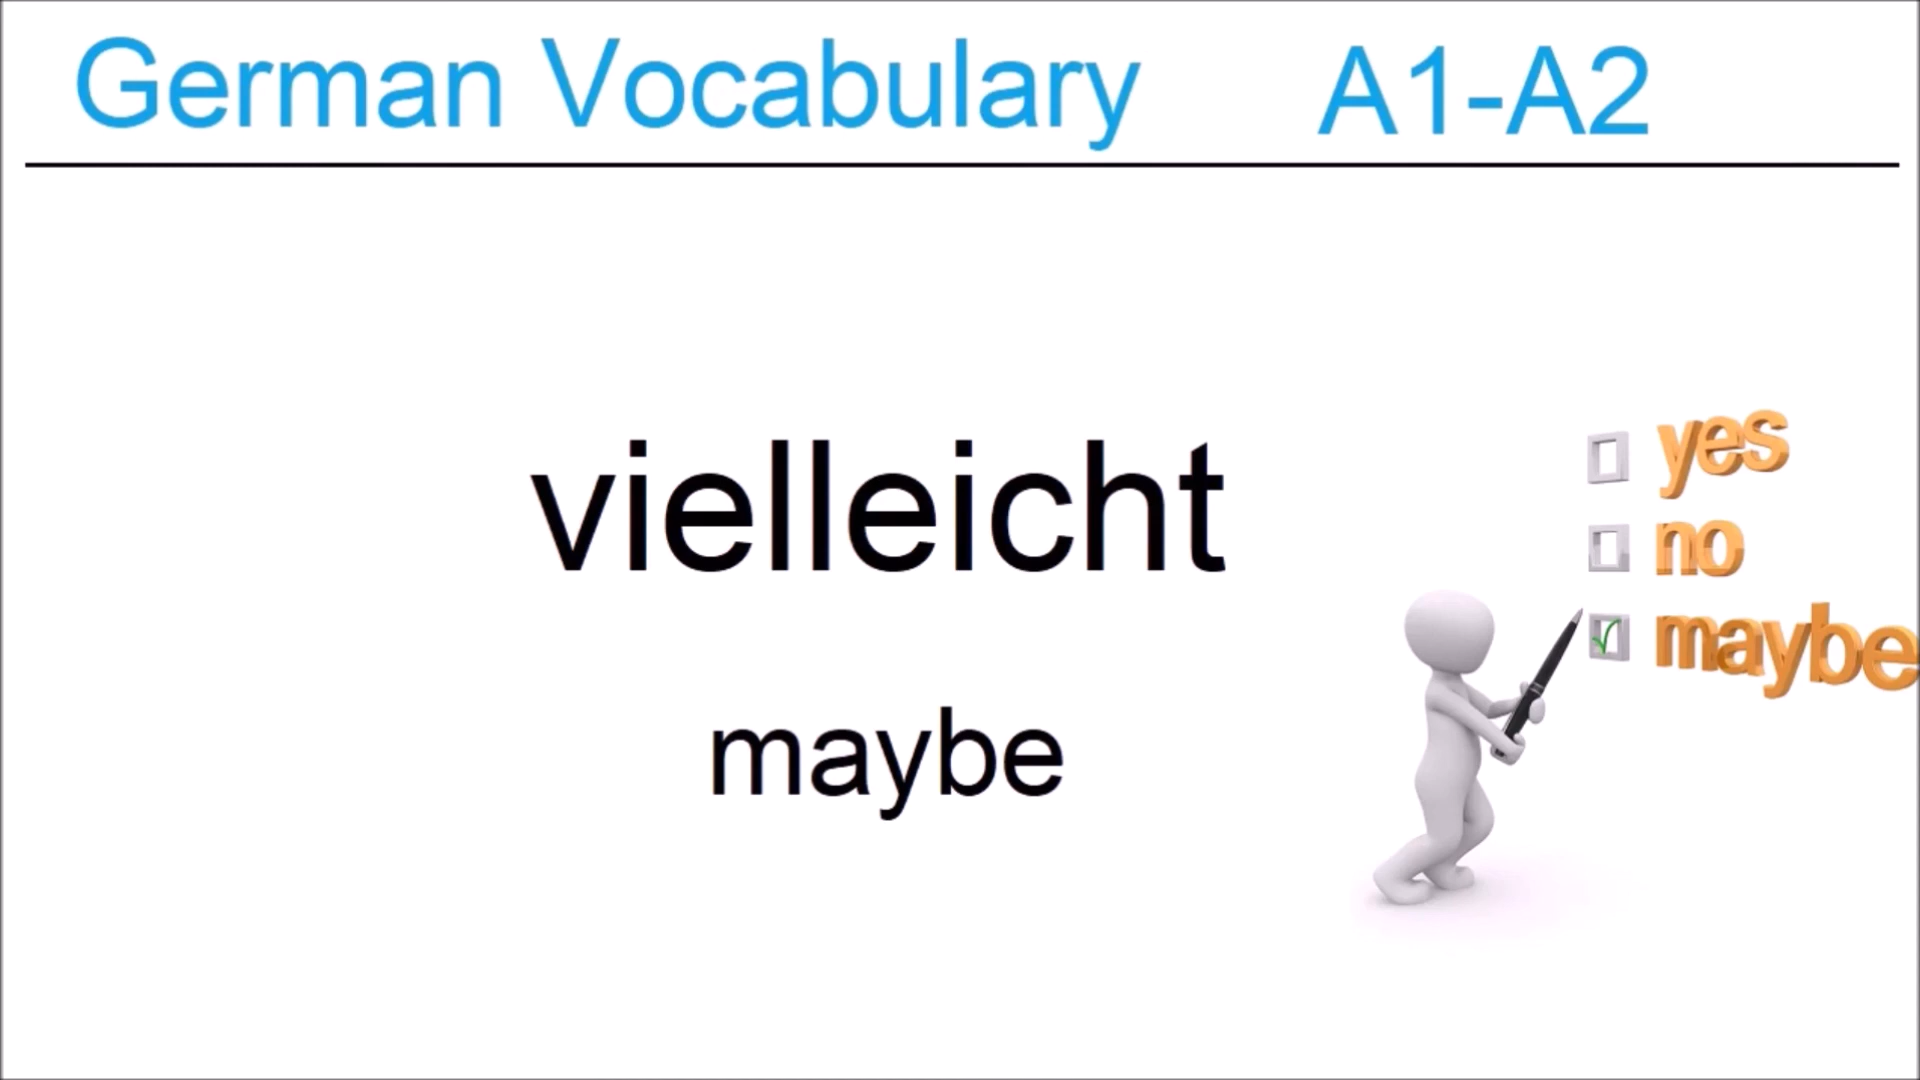 German Vocabulary A1-A2
vielleicht
maybe
yes
no
maybe